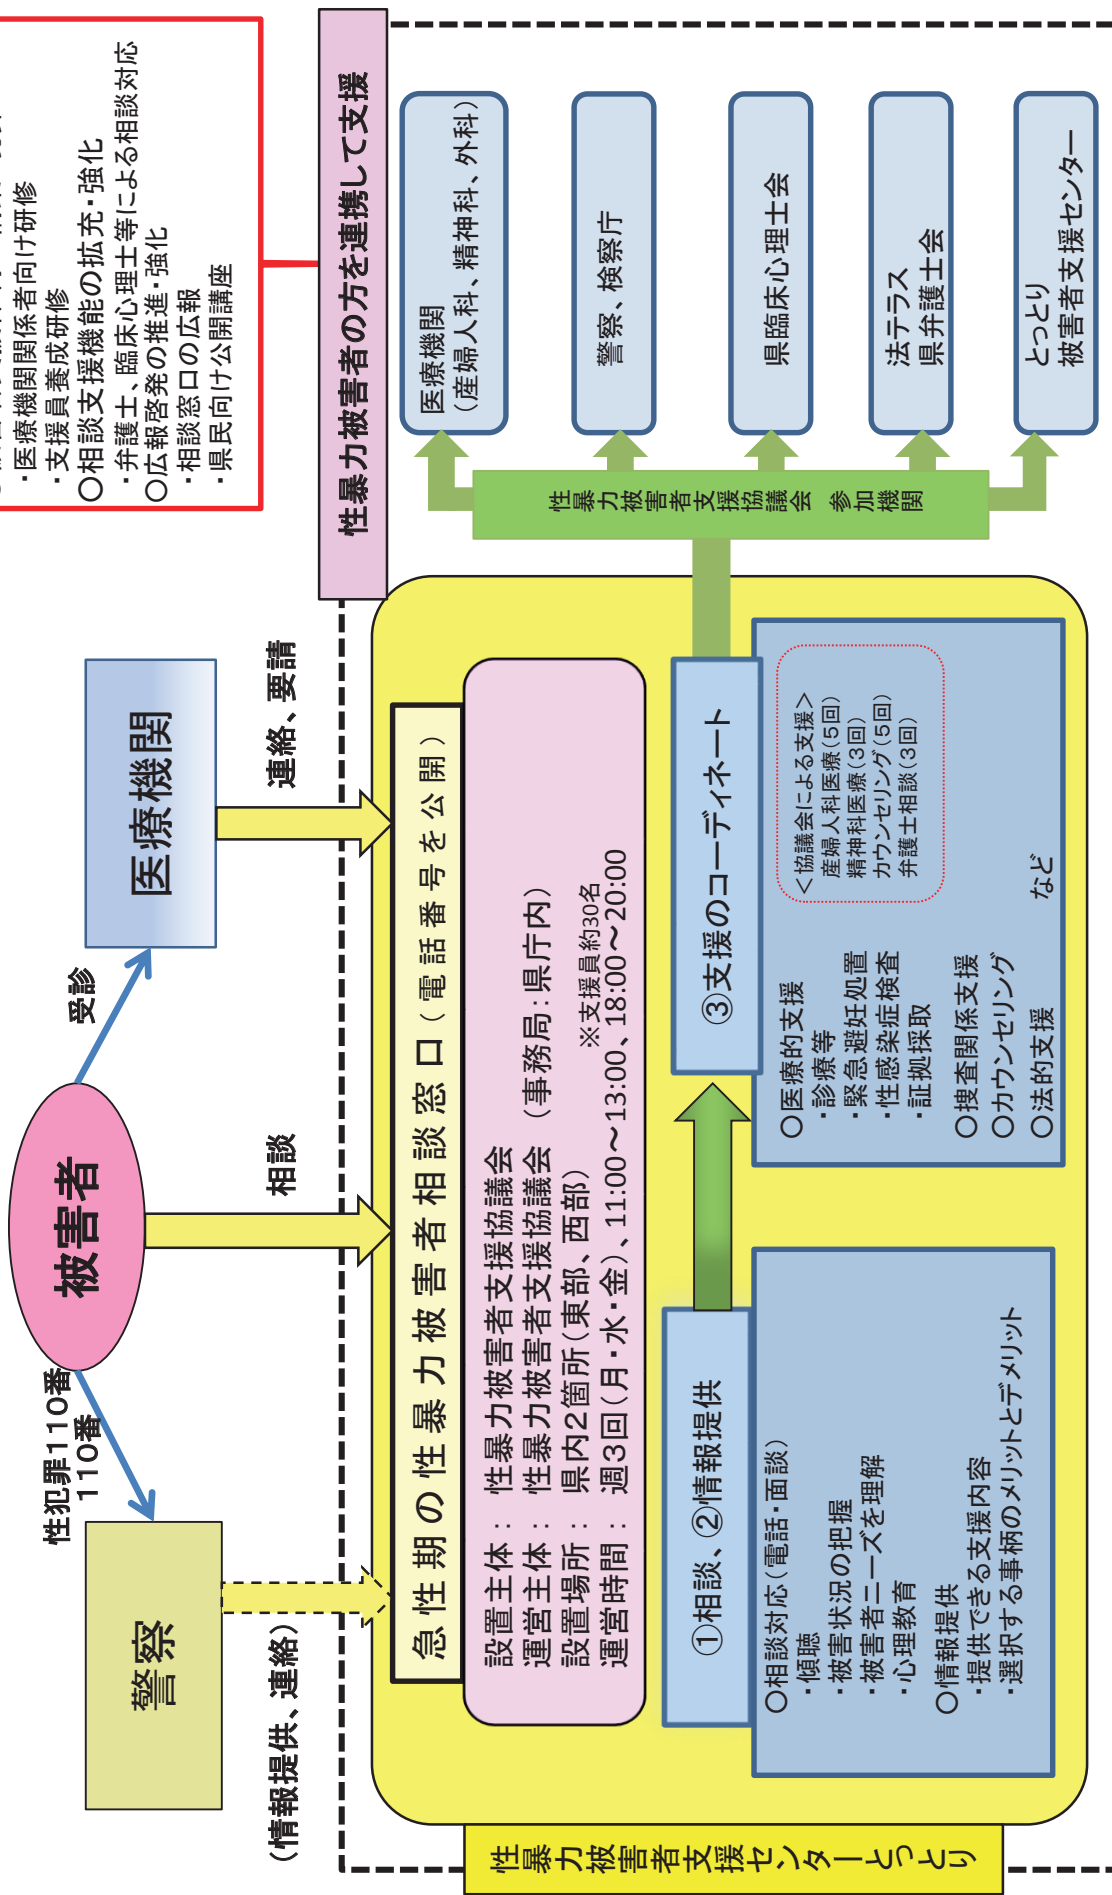 ・医療機関関係者向け研修
・支援員養成研修
〇相談支援機能の拡充・強化
・弁護士、臨床心理士等による相談対応
〇広報啓発の推進・強化
・相談窓口の広報
・県民向け公開講座
性暴力被害者の方を連携して支援
被害者
性犯罪110番
110番
相談
受診
警察
医療機関
（情報提供、連絡）
連絡、要請
性暴力被害者支援センターとっとり
急性期の性暴力被害者相談窓口（電話番号を公開）
設置主体： 性暴力被害者支援協議会
運営主体： 性暴力被害者支援協議会 （事務局：県庁内）
設置場所： 県内2箇所（東部、西部） ※支援員約30名
運営時間： 週3回（月・水・金）、11:00～13:00、18:00～20:00
①相談、②情報提供
〇相談対応（電話・面談）
・傾聴
・被害状況の把握
・被害者ニーズを理解
・心理教育
〇情報提供
・提供できる支援内容
・選択する事柄のメリットとデメリット
③支援のコーディネート
〇医療的支援
・診療等
・緊急避妊処置
・性感染症検査
・証拠採取
〇捜査関係支援
〇カウンセリング
〇法的支援 など
＜協議会による支援＞
産婦人科医療（5回）
精神科医療（3回）
カウンセリング（5回）
弁護士相談（3回）
性暴力被害者支援協議会 参加機関
医療機関
（産婦人科、精神科、外科）
警察、検察庁
県臨床心理士会
法テラス
県弁護士会
とっとり
被害者支援センター